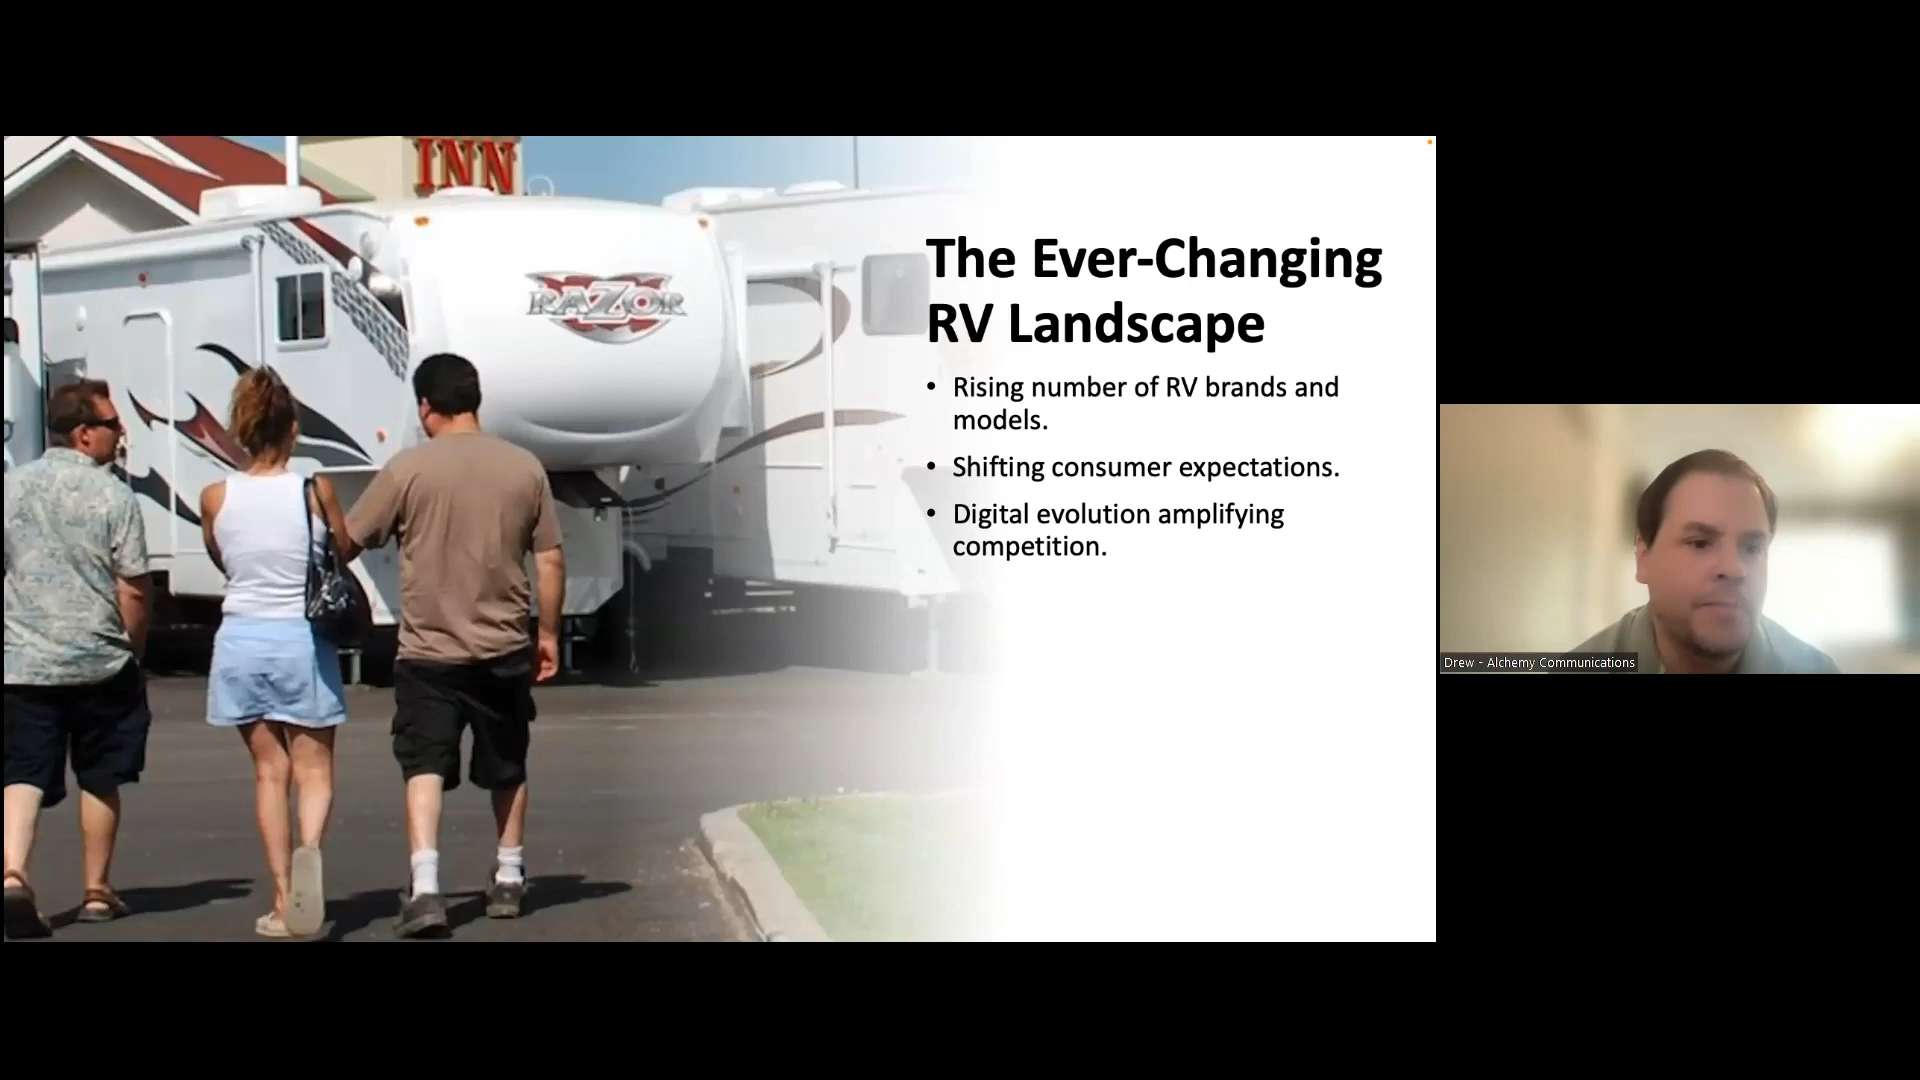 INN
RAZOR
The Ever-Changing
RV Landscape
• Rising number of RV brands and
models.
• Shifting consumer expectations.
• Digital evolution amplifying
competition.
Drew - Alchemy Communications